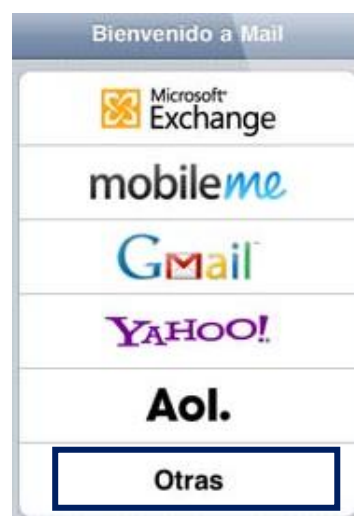 Bienvenido a Mail
Microsoft
Exchange
mobileme
Gmail
YAHOO!
Aol.
Otras